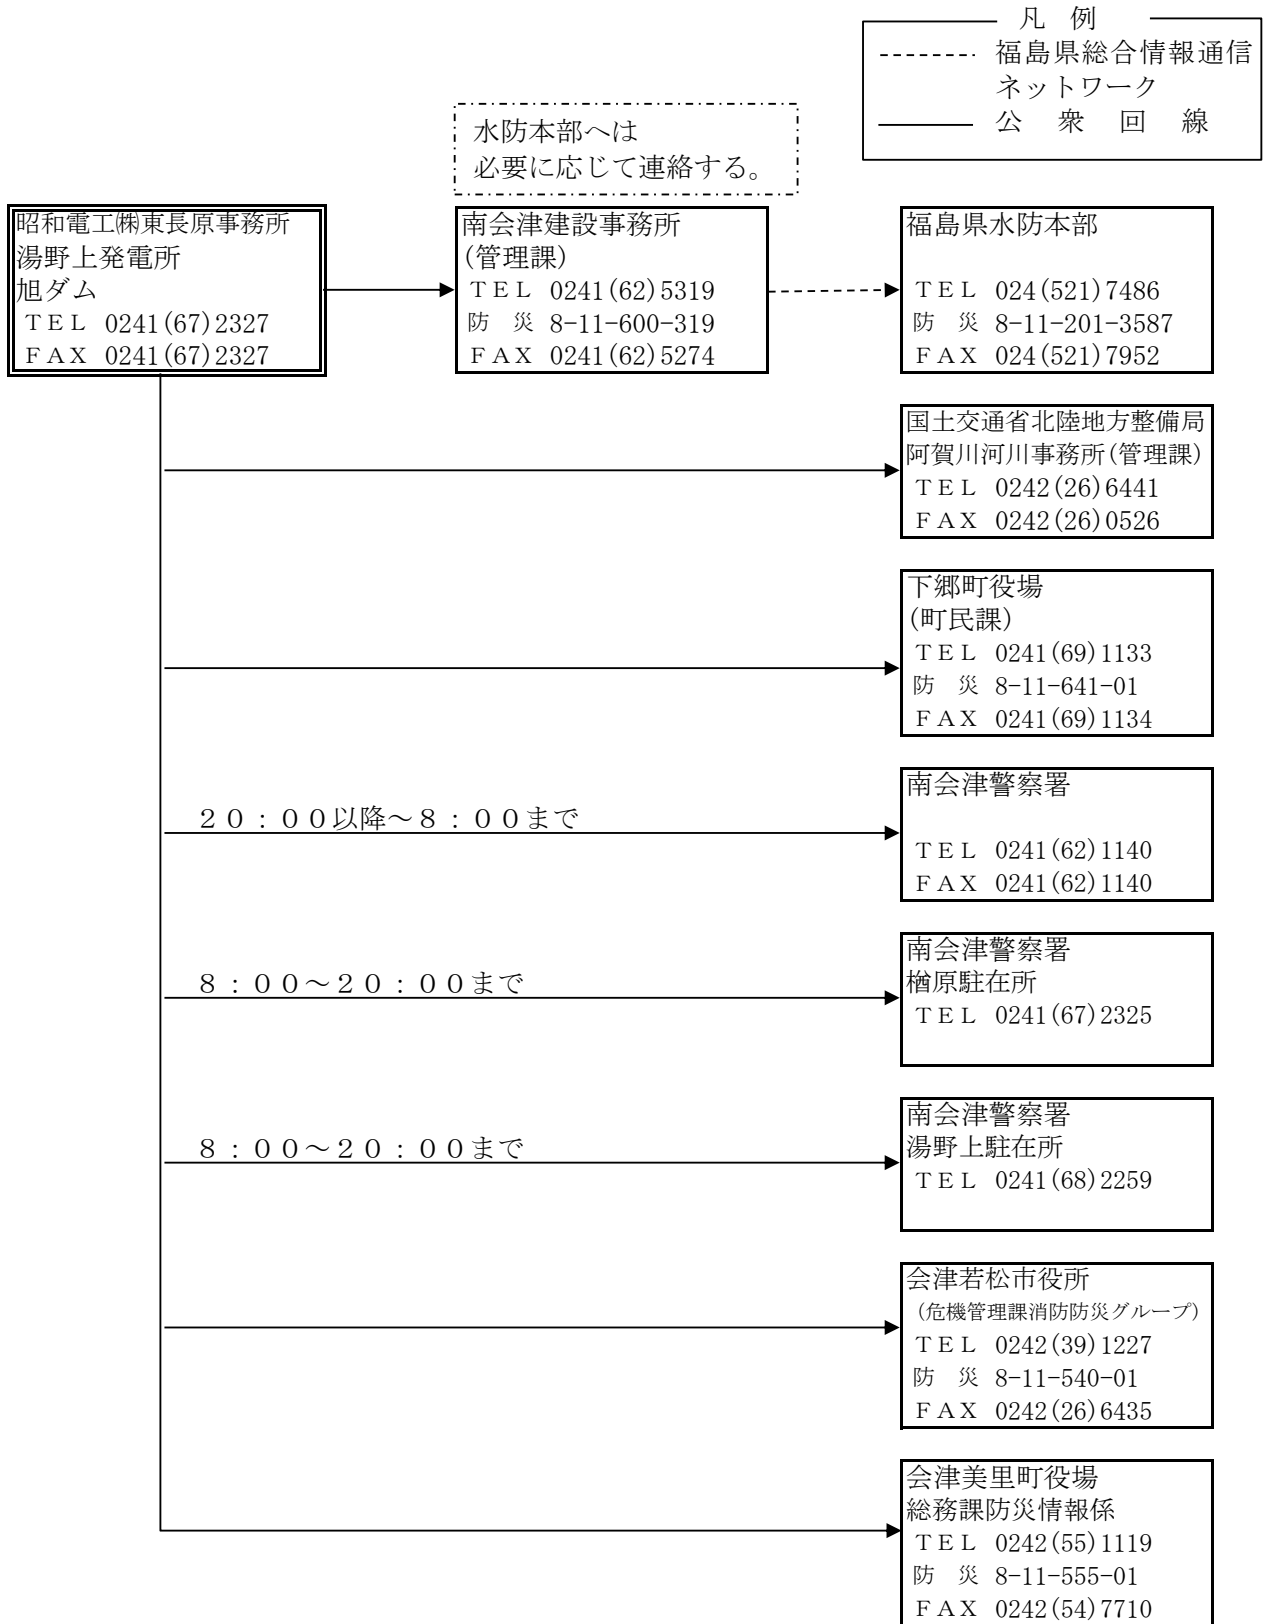 凡 例
福島県総合情報通信
ネットワーク
公 衆 回 線
水防本部へは
必要に応じて連絡する。
昭和電工㈱東長原事務所
湯野上発電所
旭ダム
ＴＥＬ 0241(67)2327
ＦＡＸ 0241(67)2327
南会津建設事務所
(管理課)
ＴＥＬ 0241(62)5319
防 災 8-11-600-319
ＦＡＸ 0241(62)5274
福島県水防本部
ＴＥＬ 024(521)7486
防 災 8-11-201-3587
ＦＡＸ 024(521)7952
国土交通省北陸地方整備局
阿賀川河川事務所(管理課)
ＴＥＬ 0242(26)6441
ＦＡＸ 0242(26)0526
下郷町役場
(町民課)
ＴＥＬ 0241(69)1133
防 災 8-11-641-01
ＦＡＸ 0241(69)1134
２０：００以降～８：００まで
南会津警察署
ＴＥＬ 0241(62)1140
ＦＡＸ 0241(62)1140
８：００～２０：００まで
南会津警察署
楢原駐在所
ＴＥＬ 0241(67)2325
８：００～２０：００まで
南会津警察署
湯野上駐在所
ＴＥＬ 0241(68)2259
会津若松市役所
(危機管理課消防防災グループ)
ＴＥＬ 0242(39)1227
防 災 8-11-540-01
ＦＡＸ 0242(26)6435
会津美里町役場
総務課防災情報係
ＴＥＬ 0242(55)1119
防 災 8-11-555-01
ＦＡＸ 0242(54)7710